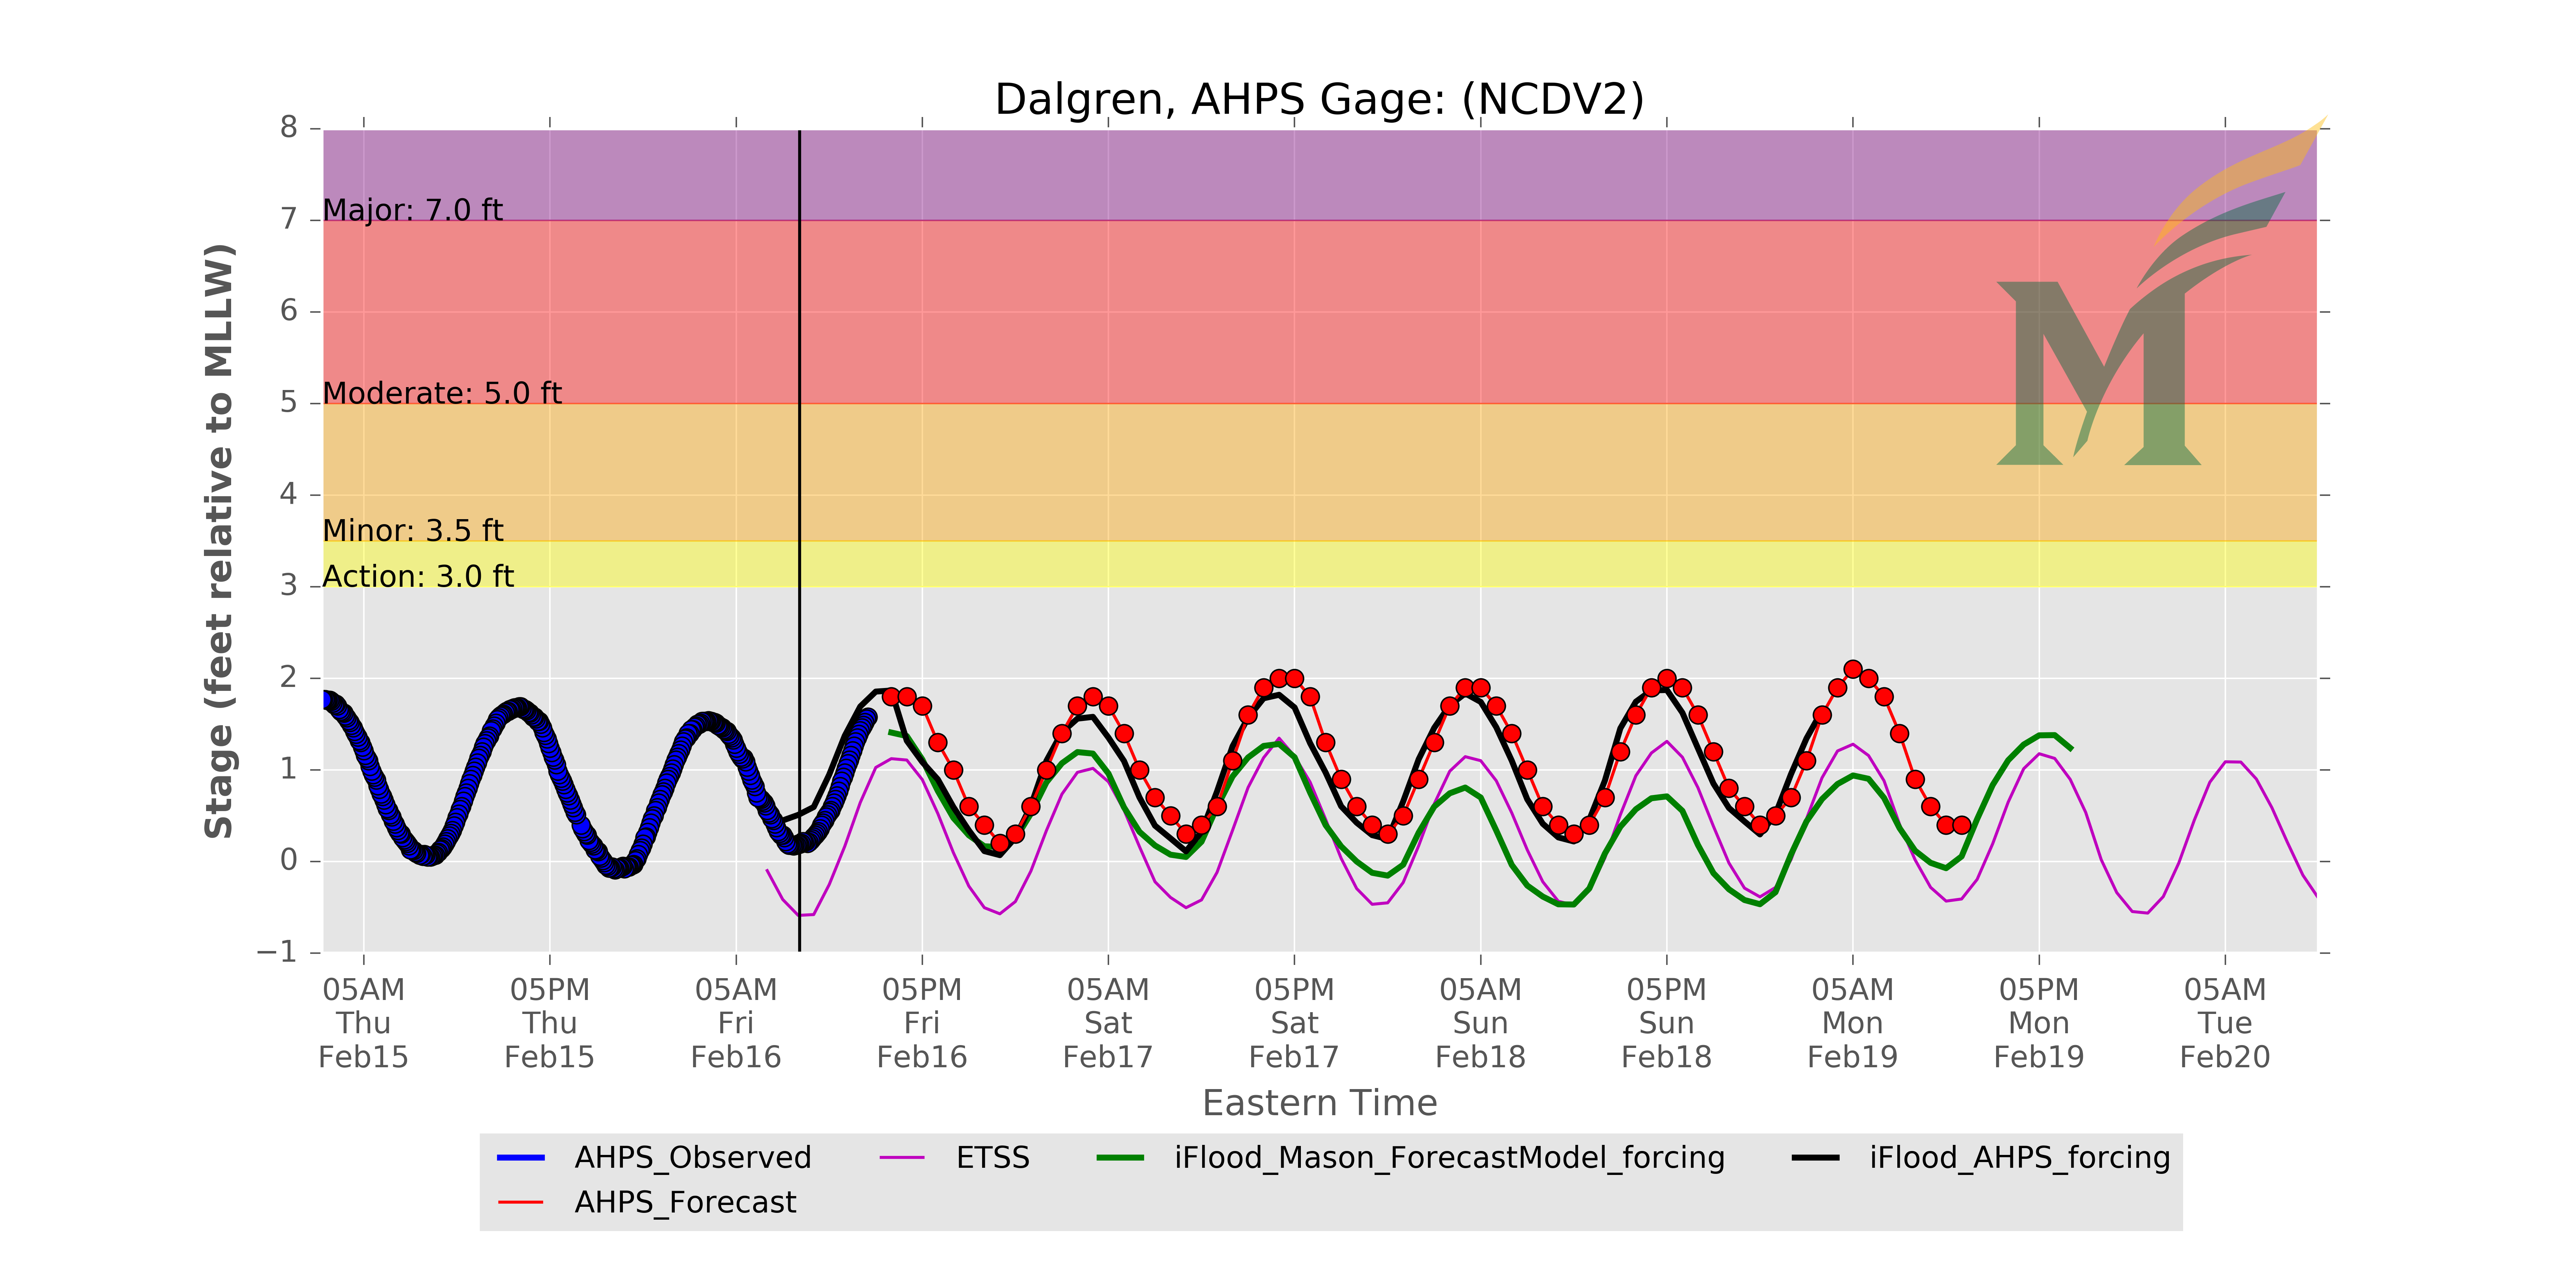 Dalgren, AHPS Gage: (NCDV2)
Stage (feet relative to MLLW)
8
7
6
5
4
3
2
1
0
−1
Major: 7.0 ft
Moderate: 5.0 ft
Minor: 3.5 ft
Action: 3.0 ft
M
05AM 05PM 05AM 05PM 05AM 05PM 05AM 05PM 05AM 05PM 05AM
Thu Thu Fri Fri Sat Sat Sun Sun Mon Mon Tue
Feb15 Feb15 Feb16 Feb16 Feb17 Feb17 Feb18 Feb18 Feb19 Feb19 Feb20
Eastern Time
AHPS_Observed ETSS iFlood_Mason_ForecastModel_forcing iFlood_AHPS_forcing
AHPS_Forecast